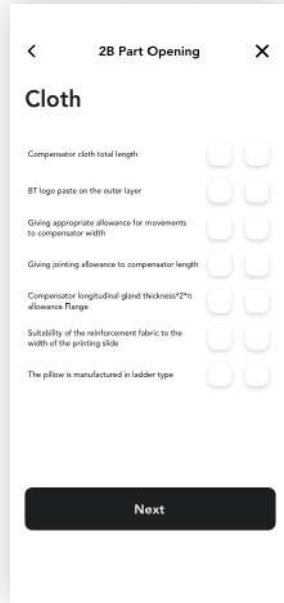 2B Part Opening
Cloth
Compensator cloth total length
BT logo paste on the outer layer
Giving appropriate allowance for movements
to compensator width
Giving jointing allowance to compensator length
Compensator longitudinal gland thickness*2*n
allowance Flange
Suitability of the reinforcement fabric to the
width of the printing slide
The pillow is manufactured in ladder type
Next